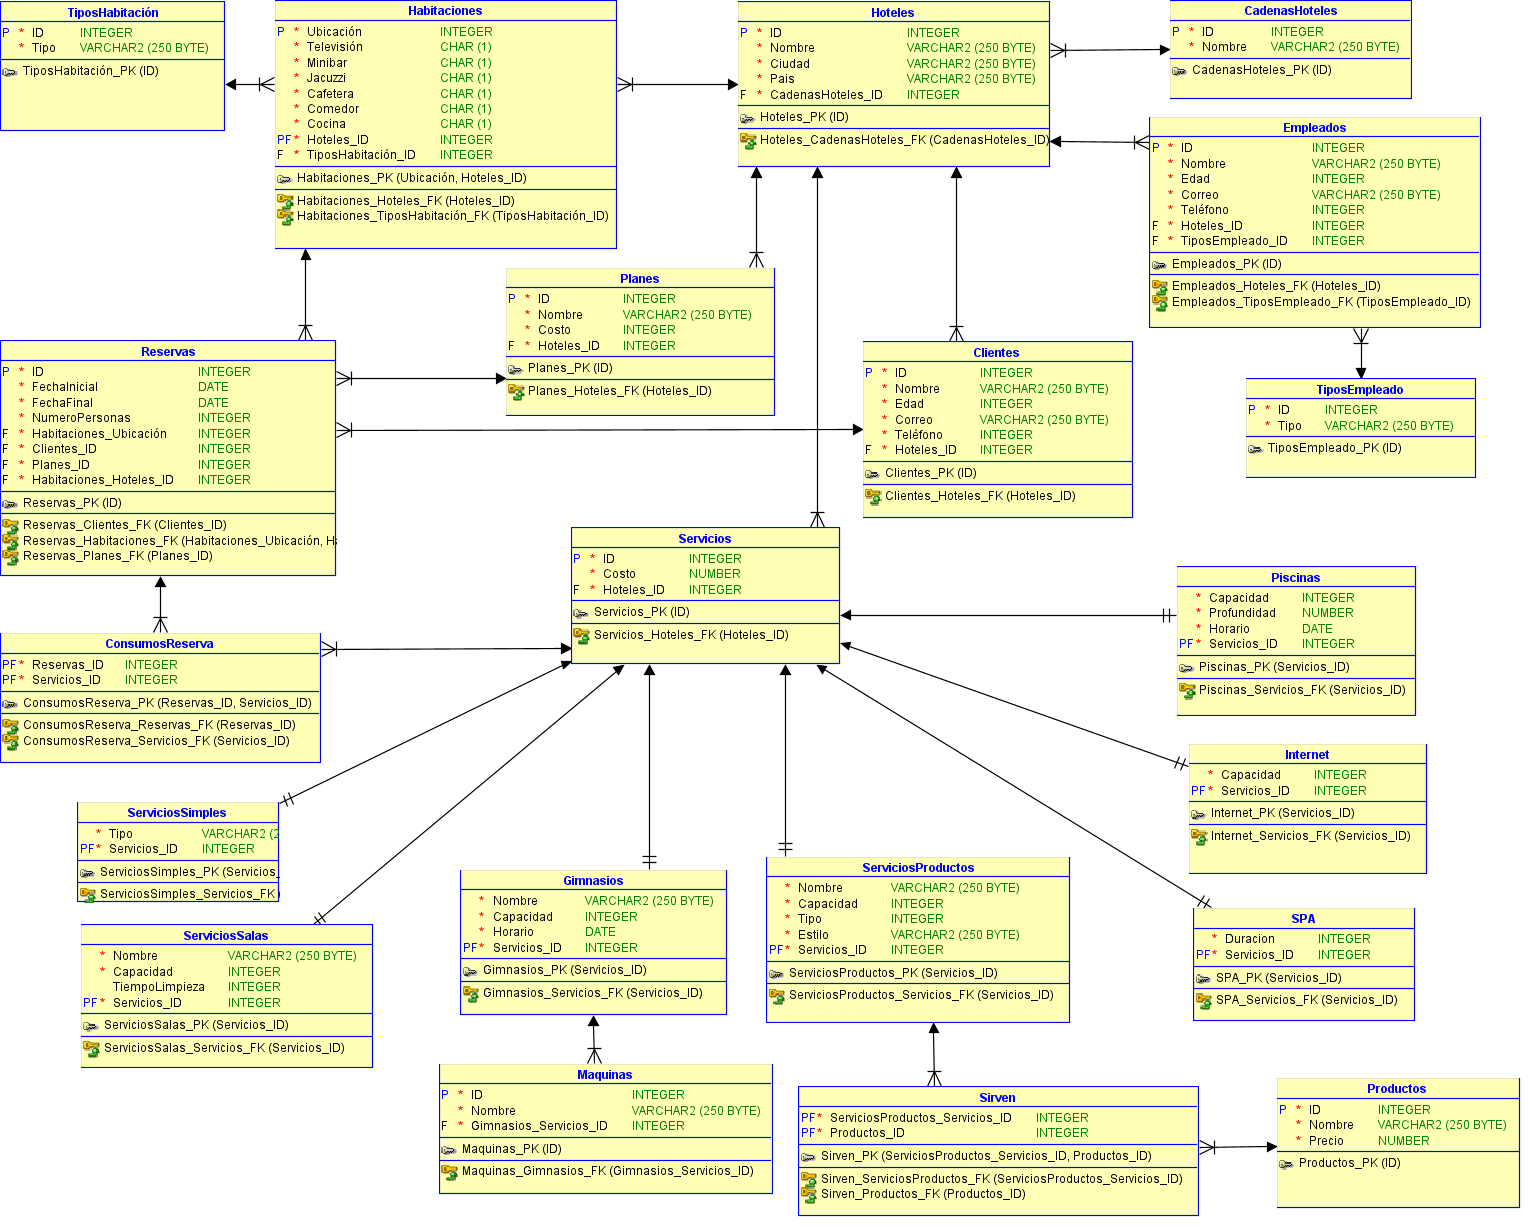 TiposHabitación
P * ID INTEGER
* Tipo VARCHAR2 (250 BYTE)
TiposHabitación_PK (ID)
Habitaciones
P * Ubicación INTEGER
* Televisión CHAR (1)
* Minibar CHAR (1)
* Jacuzzi CHAR (1)
* Cafetera CHAR (1)
* Comedor CHAR (1)
* Cocina CHAR (1)
PF * Hoteles_ID INTEGER
F * TiposHabitación_ID INTEGER
Habitaciones_PK (Ubicación, Hoteles_ID)
Habitaciones_Hoteles_FK (Hoteles_ID)
Habitaciones_TiposHabitación_FK (TiposHabitación_ID)
Hoteles
P * ID INTEGER
* Nombre VARCHAR2 (250 BYTE)
* Ciudad VARCHAR2 (250 BYTE)
* Pais VARCHAR2 (250 BYTE)
F * CadenasHoteles_ID INTEGER
Hoteles_PK (ID)
Hoteles_CadenasHoteles_FK (CadenasHoteles_ID)
CadenasHoteles
P * ID INTEGER
* Nombre VARCHAR2 (250 BYTE)
CadenasHoteles_PK (ID)
Empleados
P * ID INTEGER
* Nombre VARCHAR2 (250 BYTE)
* Edad INTEGER
* Correo VARCHAR2 (250 BYTE)
* Teléfono INTEGER
F * Hoteles_ID INTEGER
F * TiposEmpleado_ID INTEGER
Empleados_PK (ID)
Empleados_Hoteles_FK (Hoteles_ID)
Empleados_TiposEmpleado_FK (TiposEmpleado_ID)
Planes
P * ID INTEGER
* Nombre VARCHAR2 (250 BYTE)
* Costo INTEGER
F * Hoteles_ID INTEGER
Planes_PK (ID)
Planes_Hoteles_FK (Hoteles_ID)
Reservas
P * ID INTEGER
* FechaInicial DATE
* FechaFinal DATE
* NumeroPersonas INTEGER
F * Habitaciones_Ubicación INTEGER
F * Clientes_ID INTEGER
F * Planes_ID INTEGER
F * Habitaciones_Hoteles_ID INTEGER
Reservas_PK (ID)
Reservas_Clientes_FK (Clientes_ID)
Reservas_Habitaciones_FK (Habitaciones_Ubicación, H
Reservas_Planes_FK (Planes_ID)
Clientes
P * ID INTEGER
* Nombre VARCHAR2 (250 BYTE)
* Edad INTEGER
* Correo VARCHAR2 (250 BYTE)
* Teléfono INTEGER
F * Hoteles_ID INTEGER
Clientes_PK (ID)
Clientes_Hoteles_FK (Hoteles_ID)
TiposEmpleado
P * ID INTEGER
* Tipo VARCHAR2 (250 BYTE)
TiposEmpleado_PK (ID)
Servicios
P * ID INTEGER
* Costo NUMBER
F * Hoteles_ID INTEGER
Servicios_PK (ID)
Servicios_Hoteles_FK (Hoteles_ID)
Piscinas
* Capacidad INTEGER
* Profundidad NUMBER
* Horario DATE
PF * Servicios_ID INTEGER
Piscinas_PK (Servicios_ID)
Piscinas_Servicios_FK (Servicios_ID)
ConsumosReserva
PF * Reservas_ID INTEGER
PF * Servicios_ID INTEGER
ConsumosReserva_PK (Reservas_ID, Servicios_ID)
ConsumosReserva_Reservas_FK (Reservas_ID)
ConsumosReserva_Servicios_FK (Servicios_ID)
Internet
* Capacidad INTEGER
PF * Servicios_ID INTEGER
Internet_PK (Servicios_ID)
Internet_Servicios_FK (Servicios_ID)
ServiciosSimples
* Tipo VARCHAR2 (2
PF * Servicios_ID INTEGER
ServiciosSimples_PK (Servicios_
ServiciosSimples_Servicios_FK (
ServiciosSalas
* Nombre VARCHAR2 (250 BYTE)
* Capacidad INTEGER
TiempoLimpieza INTEGER
PF * Servicios_ID INTEGER
ServiciosSalas_PK (Servicios_ID)
ServiciosSalas_Servicios_FK (Servicios_ID)
Gimnasios
* Nombre VARCHAR2 (250 BYTE)
* Capacidad INTEGER
* Horario DATE
PF * Servicios_ID INTEGER
Gimnasios_PK (Servicios_ID)
Gimnasios_Servicios_FK (Servicios_ID)
ServiciosProductos
* Nombre VARCHAR2 (250 BYTE)
* Capacidad INTEGER
* Tipo INTEGER
* Estilo VARCHAR2 (250 BYTE)
PF * Servicios_ID INTEGER
ServiciosProductos_PK (Servicios_ID)
ServiciosProductos_Servicios_FK (Servicios_ID)
SPA
* Duracion INTEGER
PF * Servicios_ID INTEGER
SPA_PK (Servicios_ID)
SPA_Servicios_FK (Servicios_ID)
Maquinas
P * ID INTEGER
* Nombre VARCHAR2 (250 BYTE)
F * Gimnasios_Servicios_ID INTEGER
Maquinas_PK (ID)
Maquinas_Gimnasios_FK (Gimnasios_Servicios_ID)
Sirven
PF * ServiciosProductos_Servicios_ID INTEGER
PF * Productos_ID INTEGER
Sirven_PK (ServiciosProductos_Servicios_ID, Productos_ID)
Sirven_ServiciosProductos_FK (ServiciosProductos_Servicios_ID)
Sirven_Productos_FK (Productos_ID)
Productos
P * ID INTEGER
* Nombre VARCHAR2 (250 BYTE)
* Precio NUMBER
Productos_PK (ID)